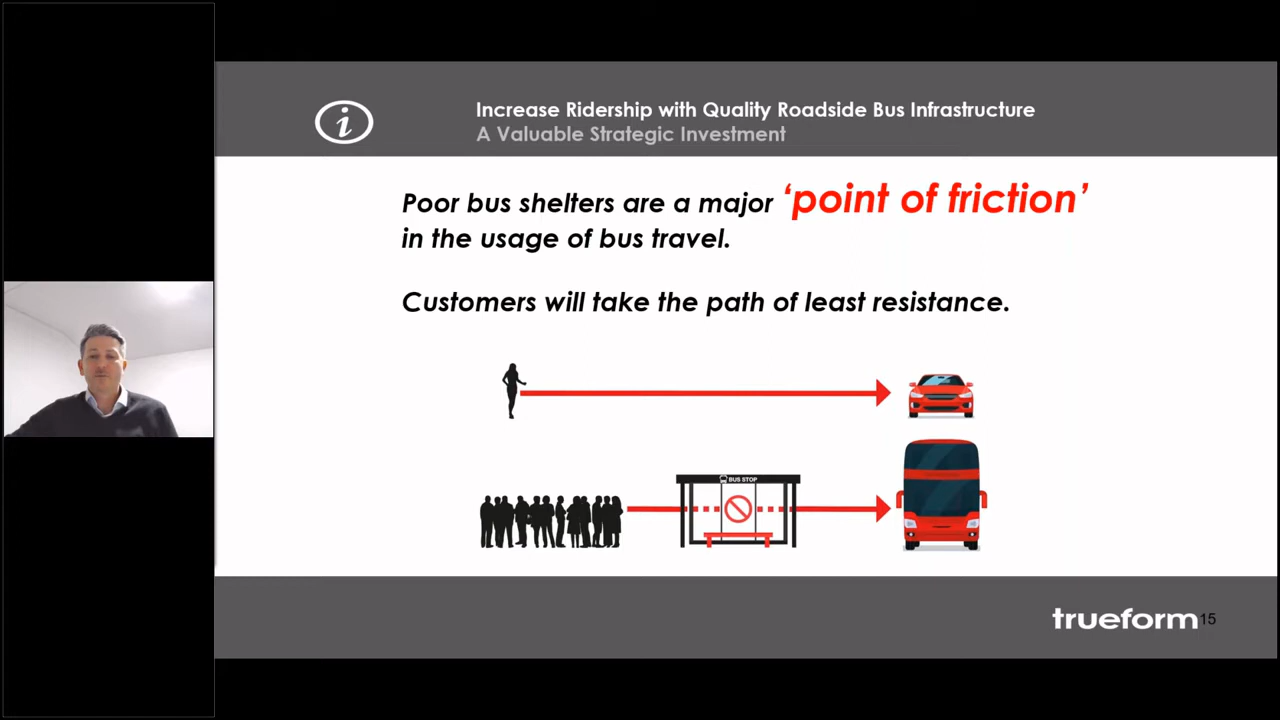 i
Increase Ridership with Quality Roadside Bus Infrastructure
A Valuable Strategic Investment
Poor bus shelters are a major ‘point of friction’
in the usage of bus travel.
Customers will take the path of least resistance.
BUS STOP
trueform 15